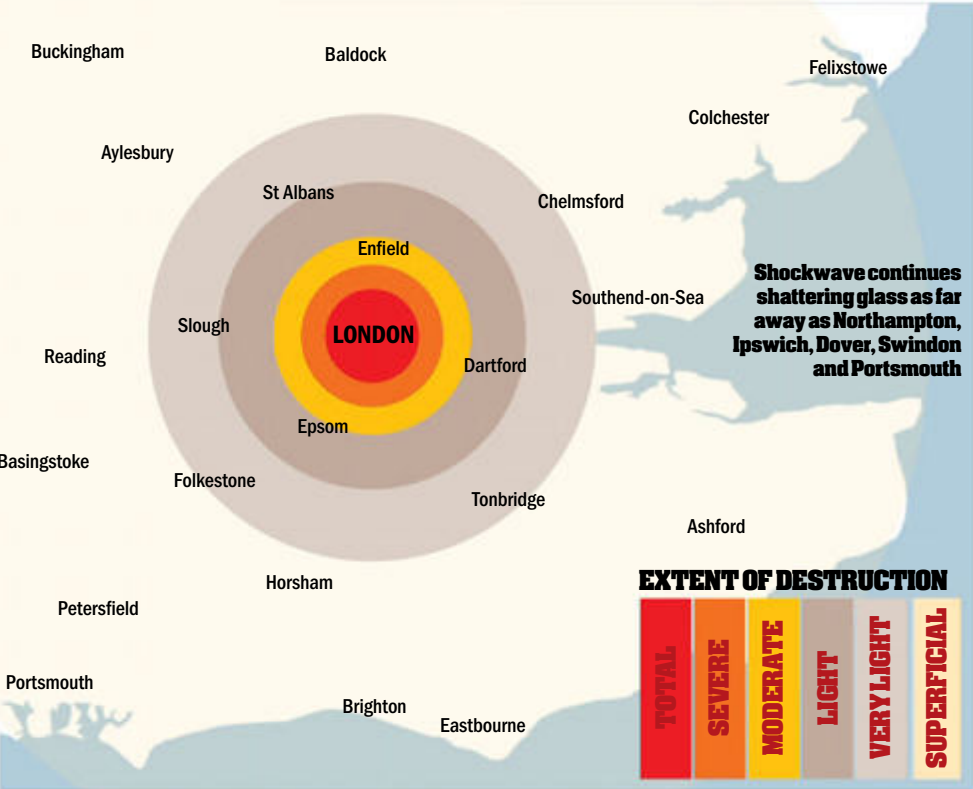 Buckingham
Baldock
Felixstowe
Colchester
Aylesbury
St Albans
Chelmsford
Enfield
Shockwave continues
shattering glass as far
away as Northampton,
Ipswich, Dover, Swindon
and Portsmouth
Southend-on-Sea
Slough
LONDON
Reading
Dartford
Epsom
Basingstoke
Folkestone
Tonbridge
Ashford
Horsham
EXTENT OF DESTRUCTION
Petersfield
TOTAL
SEVERE
MODERATE
LIGHT
VERY LIGHT
SUPERFICIAL
Portsmouth
Brighton
Eastbourne